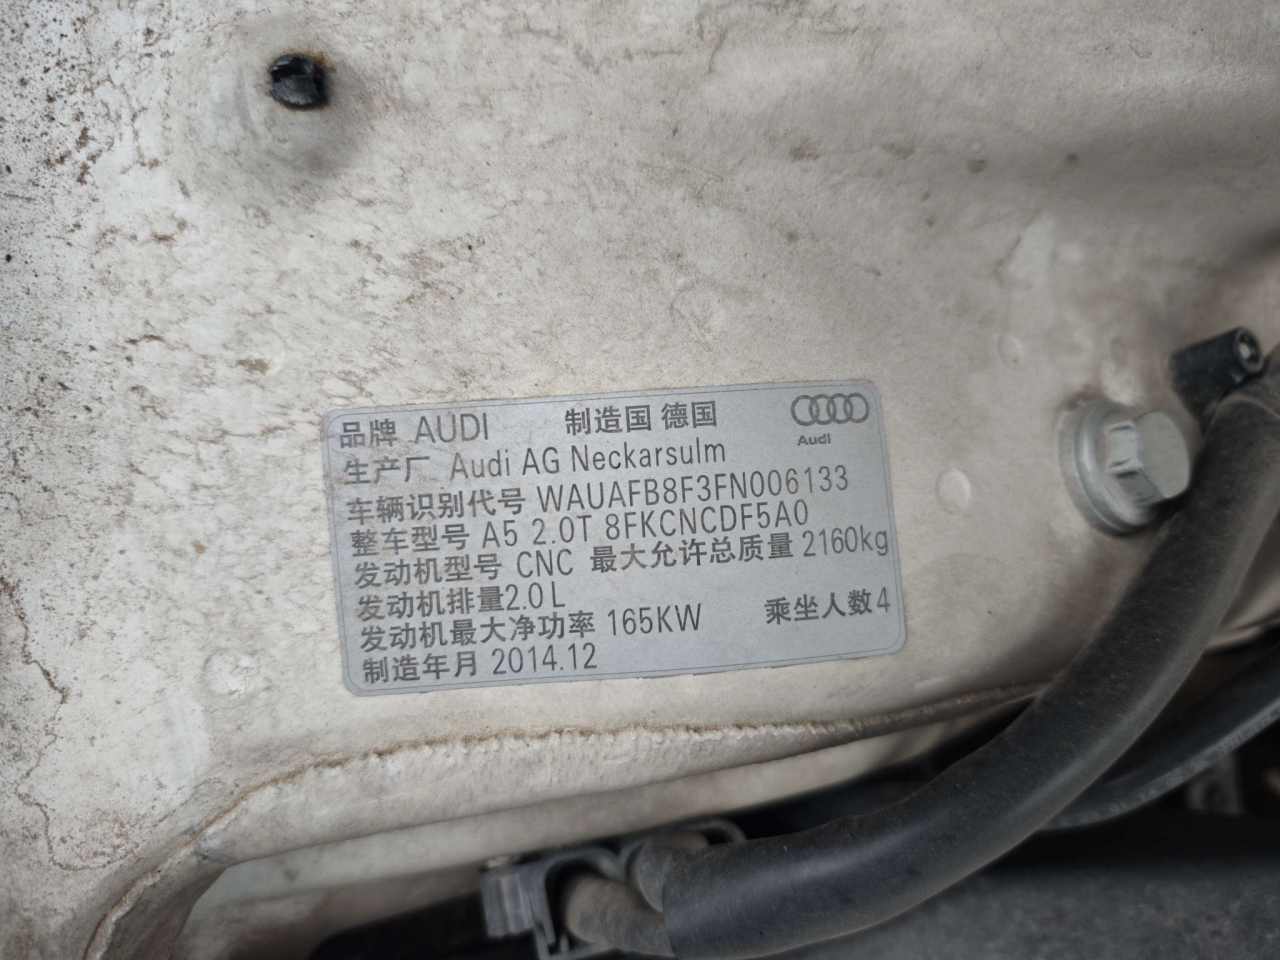 品牌 AUDI 制造国 德国
Audi
生产厂 Audi AG Neckarsulm
车辆识别代号 WAUAFB8F3FN006133
整车型号 A5 2.0T 8FKCNCDF5A0
发动机型号 CNC 最大允许总质量 2160kg
发动机排量2.0L
发动机最大净功率 165KW 乘坐人数4
制造年月 2014.12